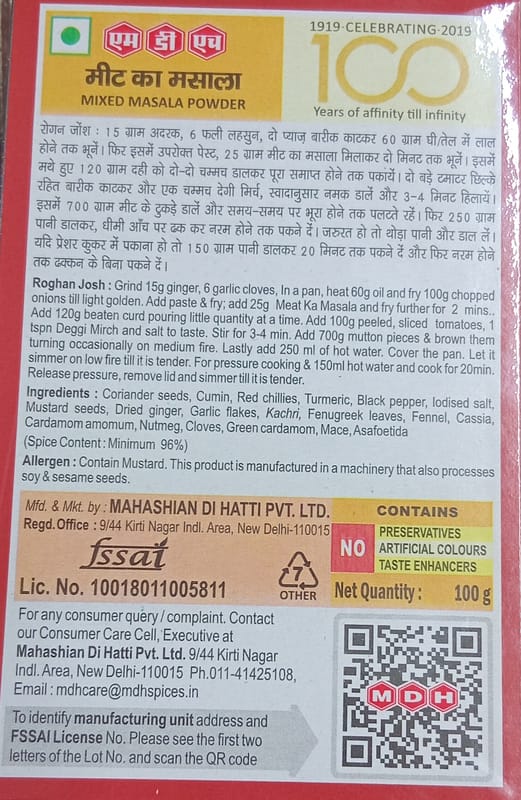 एम डी एच
मीट का मसाला
MIXED MASALA POWDER
1919-CELEBRATING-2019
100
Years of affinity till infinity
रोगन जोंश : 15 ग्राम अदरक, 6 फली लहसुन, दो प्याज़ बारीक काटकर 60 ग्राम घी/तेल में लाल
होने तक भूनें। फिर इसमें उपरोक्त पेस्ट, 25 ग्राम मीट का मसाला मिलाकर दो मिनट तक भूनें। इसमें
मथे हुए 120 ग्राम दही को दो-दो चम्मच डालकर पूरा समाप्त होने तक पकायें। दो बड़े टमाटर छिल्के
रहित बारीक काटकर और एक चम्मच देगी मिर्च, स्वादानुसार नमक डालें और 3-4 मिनट हिलायें।
इसमें 700 ग्राम मीट के टुकड़े डालें और समय-समय पर भूरा होने तक पलटते रहें। फिर 250 ग्राम
पानी डालकर, धीमी आँच पर ढक कर नरम होने तक पकने दें। जरुरत हो तो थोड़ा पानी और डाल लें।
यदि प्रेशर कुकर में पकाना हो तो 150 ग्राम पानी डालकर 20 मिनट तक पकने दें और फिर नरम होने
तक ढक्कन के बिना पकने दें।
Roghan Josh : Grind 15g ginger, 6 garlic cloves, In a pan, heat 60g oil and fry 100g chopped
onions till light golden. Add paste & fry; add 25g Meat Ka Masala and fry further for 2 mins..
Add 120g beaten curd pouring little quantity at a time. Add 100g peeled, sliced tomatoes, 1
tspn Deggi Mirch and salt to taste. Stir for 3-4 min. Add 700g mutton pieces & brown them
turning occasionally on medium fire. Lastly add 250 ml of hot water. Cover the pan. Let it
simmer on low fire till it is tender. For pressure cooking & 150ml hot water and cook for 20min.
Release pressure, remove lid and simmer till it is tender.
Ingredients : Coriander seeds, Cumin, Red chillies, Turmeric, Black pepper, Iodised salt,
Mustard seeds, Dried ginger, Garlic flakes, Kachri, Fenugreek leaves, Fennel, Cassia,
Cardamom amomum, Nutmeg, Cloves, Green cardamom, Mace, Asafoetida
(Spice Content : Minimum 96%)
Allergen : Contain Mustard. This product is manufactured in a machinery that also processes
soy & sesame seeds.
Mfd. & Mkt. by : MAHASHIAN DI HATTI PVT. LTD.
Regd. Office : 9/44 Kirti Nagar Indl. Area, New Delhi-110015
fssai
Lic. No. 10018011005811
7
OTHER
CONTAINS
NO
PRESERVATIVES
ARTIFICIAL COLOURS
TASTE ENHANCERS
Net Quantity : 100 g
For any consumer query / complaint. Contact
our Consumer Care Cell, Executive at
Mahashian Di Hatti Pvt. Ltd. 9/44 Kirti Nagar
Indl. Area, New Delhi-110015 Ph.011-41425108,
Email : mdhcare@mdhspices.in
To identify manufacturing unit address and
FSSAI License No. Please see the first two
letters of the Lot No. and scan the QR code
MDH